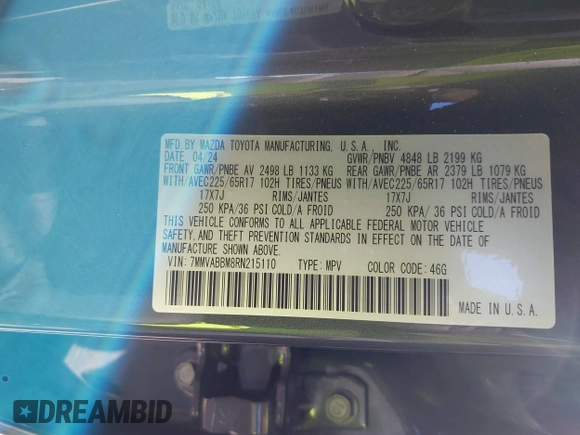 MFD.BY MAZDA TOYOTA MANUFACTURING, U.S.A., INC.
DATE 04/24 GVWR/PNBV 4848 LB 2199 KG
FRONT GAWR/PNBE AV 2498 LB 1133 KG REAR GAWR/PNBE AR 2379 LB 1079 KG
WITH/AVEC225/65R17 102H TIRES/PNEUS WITH/AVEC225/65R17 102H TIRES/PNEUS
17X7J RIMS/JANTES 17X7J RIMS/JANTES
250 KPA/ 36 PSI COLD/A FROID 250 KPA/ 36 PSI COLD/A FROID
THIS VEHICLE CONFORMS TO ALL APPLICABLE FEDERAL MOTOR VEHICLE
SAFETY, AND THEFT PREVENTION STANDARDS IN EFFECT ON THE DATE OF
MANUFACTURE SHOWN ABOVE.
VIN: 7MMVABBM8RN215110 TYPE: MPV COLOR CODE: 46G
MADE IN U.S.A.
DREAMBID